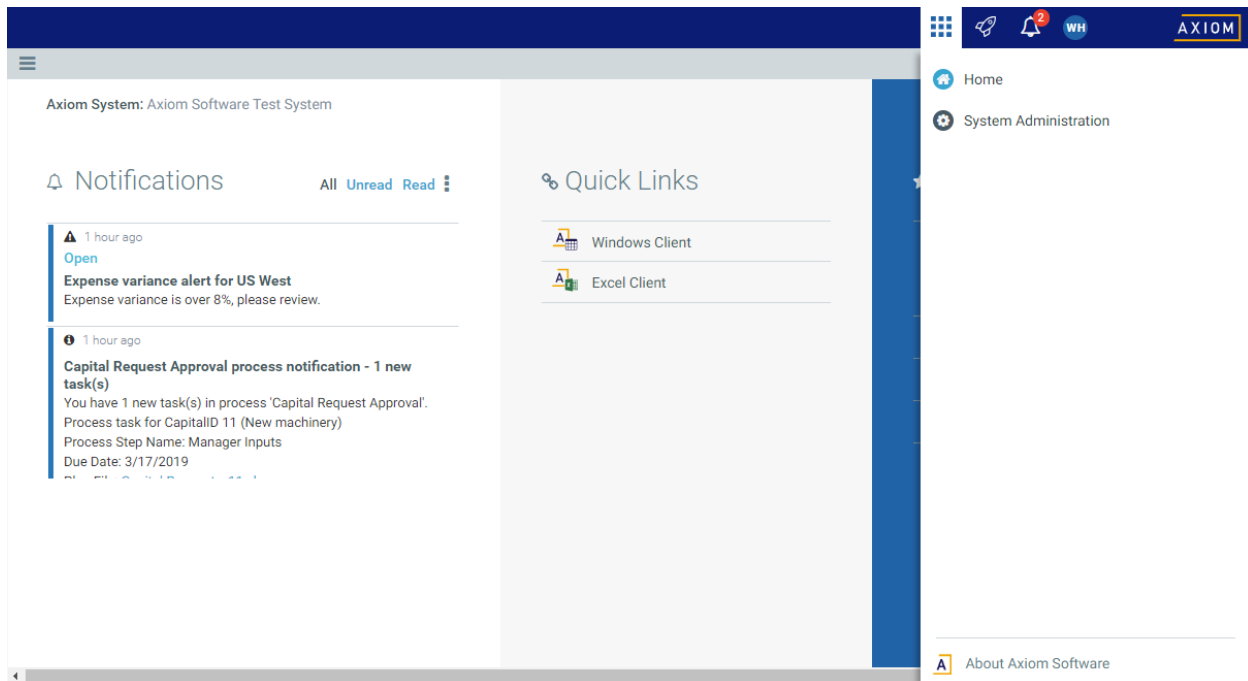 2
WH
AXIOM
Axiom System: Axiom Software Test System
Notifications
All Unread Read
1 hour ago
Open
Expense variance alert for US West
Expense variance is over 8%, please review.
1 hour ago
Capital Request Approval process notification - 1 new
task(s)
You have 1 new task(s) in process 'Capital Request Approval'.
Process task for CapitalID 11 (New machinery)
Process Step Name: Manager Inputs
Due Date: 3/17/2019
Quick Links
Windows Client
Excel Client
Home
System Administration
About Axiom Software